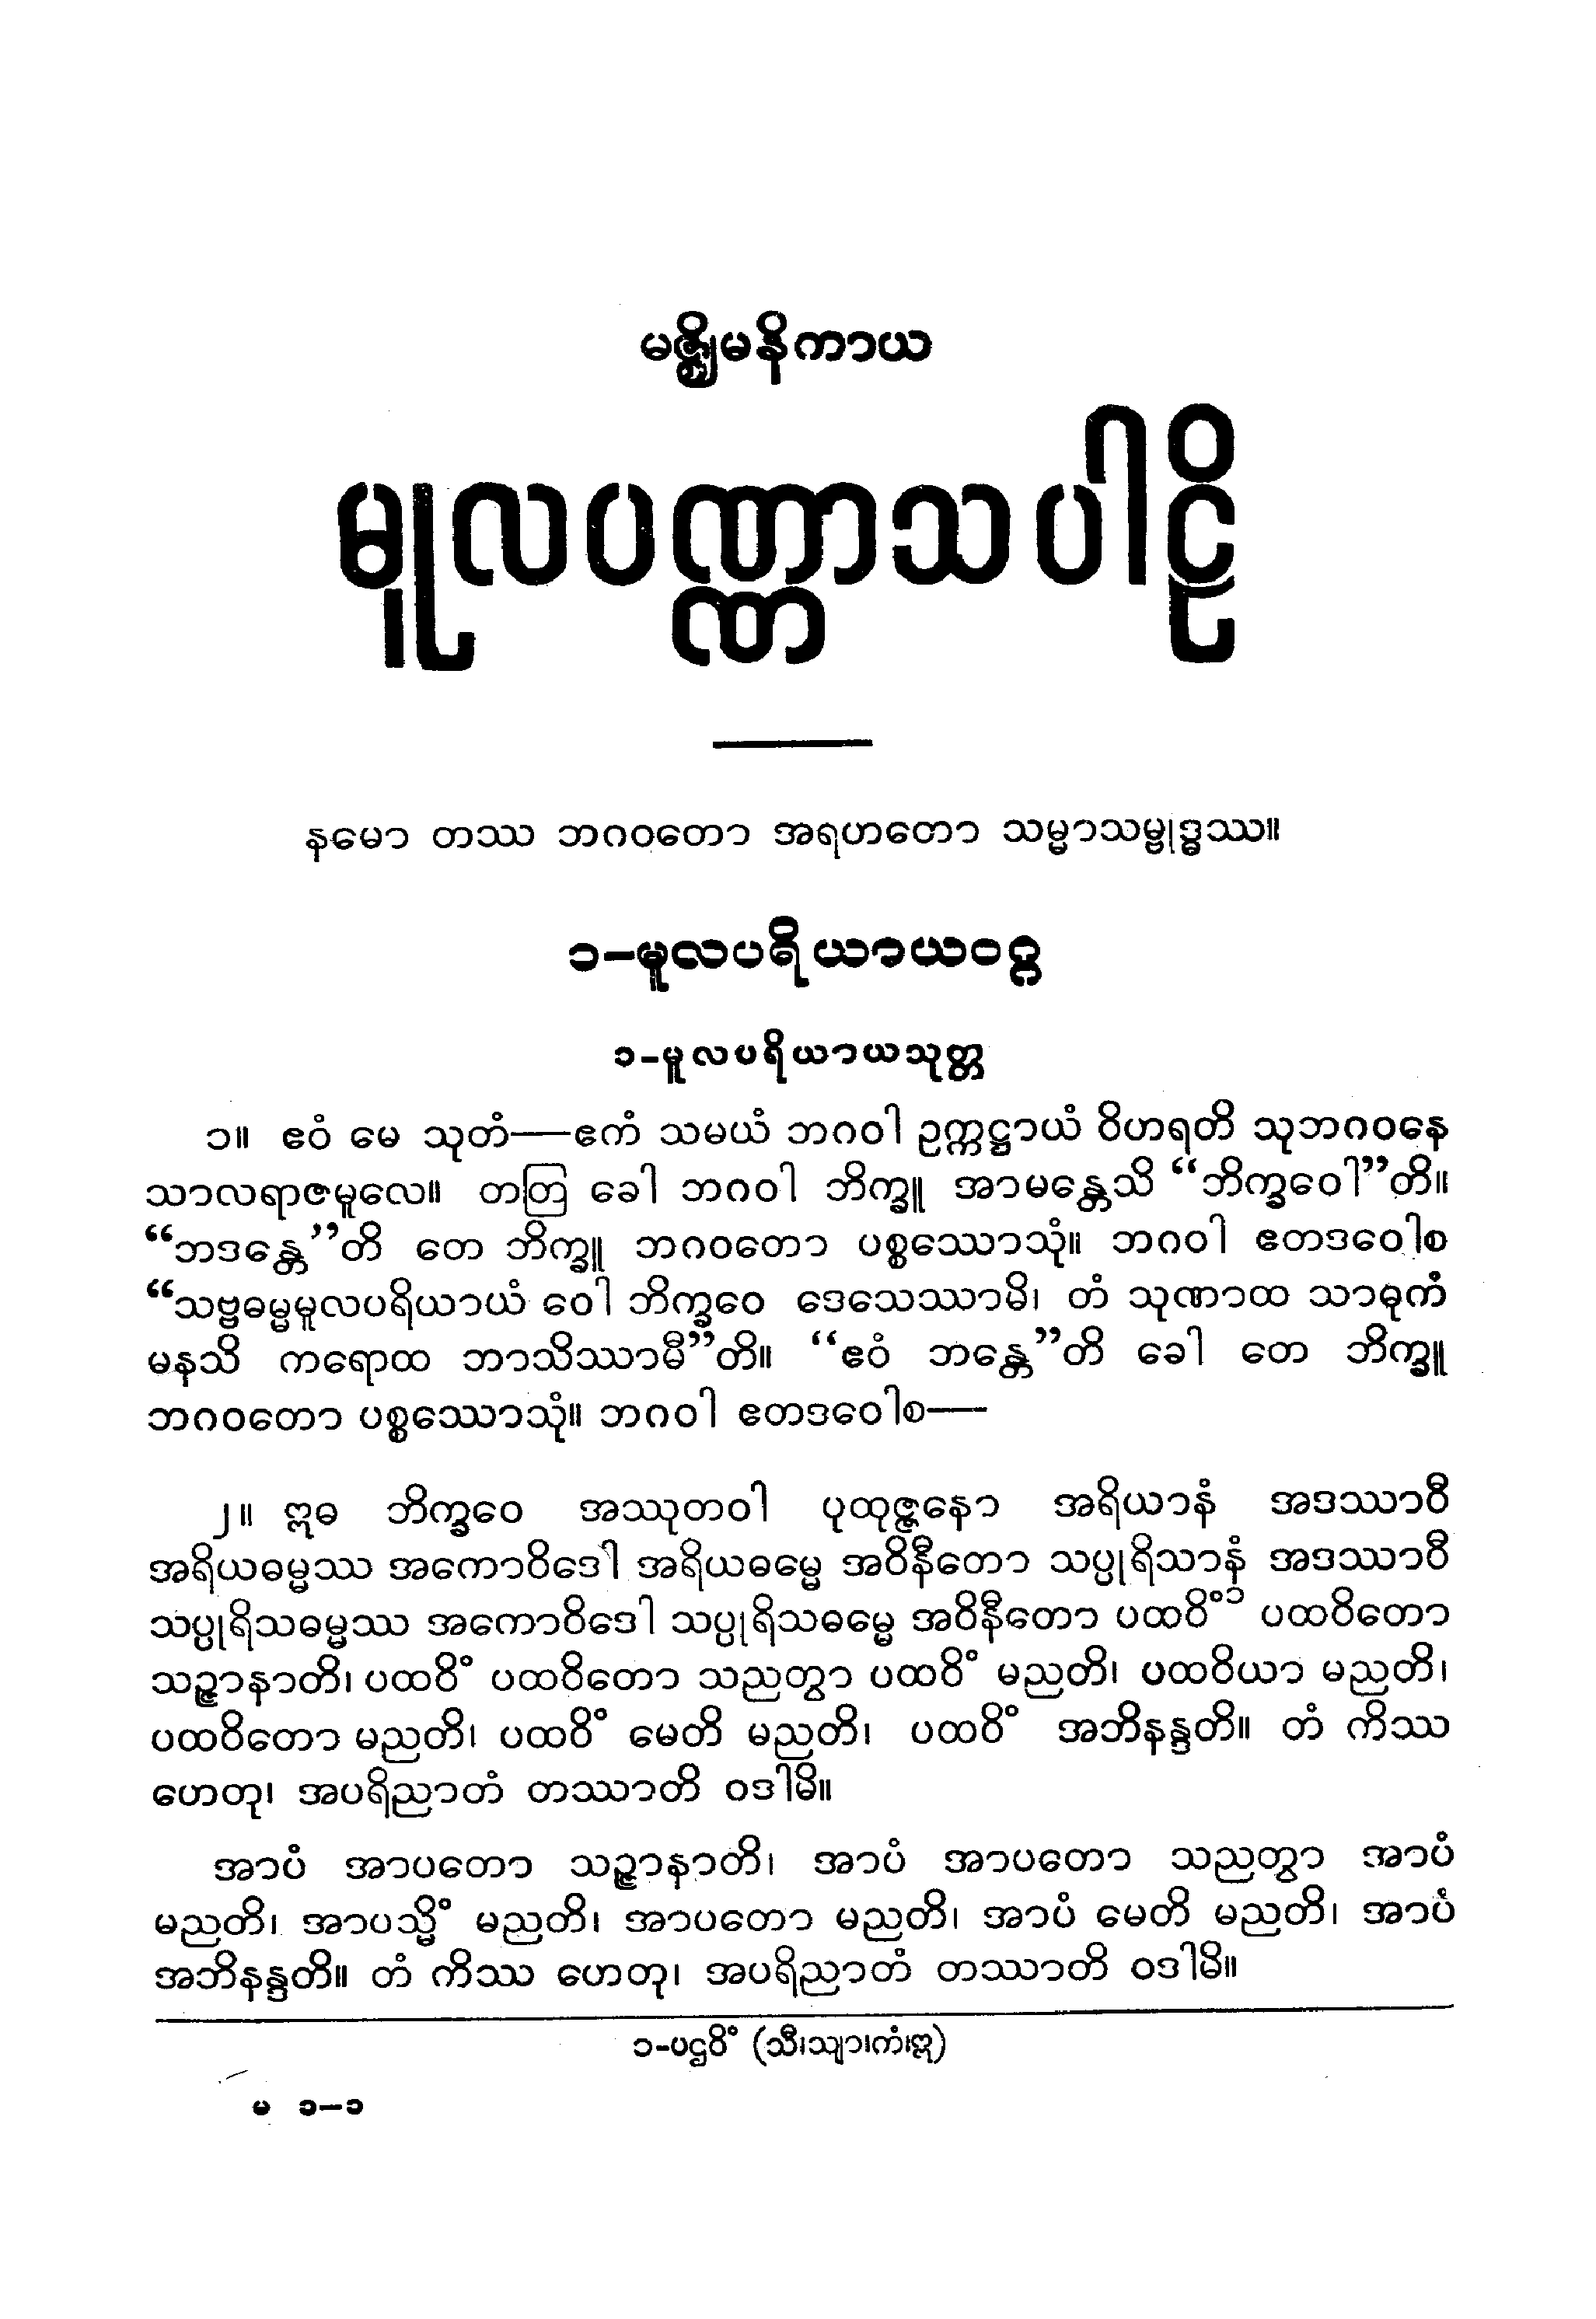 မဇ္ဈိမနိကာယ
မူလပဏ္ဏာသပါဠိ
နမော တဿ ဘဂဝတော အရဟတော သမ္မာသမ္ဗုဒ္ဓဿ။
၁–မူလပရိယာယဝဂ္ဂ
၁-မူလပရိယာယသုတ္တ
၁။ ဧဝံ မေ သုတံ—ဧကံ သမယံ ဘဂဝါ ဥက္ကဋ္ဌာယံ ဝိဟရတိ သုဘဂဝနေ
သာလရာဇမူလေ။ တတြ ခေါ ဘဂဝါ ဘိက္ခူ အာမန္တေသိ “ဘိက္ခဝေါ”တိ။
“ဘဒန္တေ”တိ တေ ဘိက္ခူ ဘဂဝတော ပစ္စဿောသုံ။ ဘဂဝါ ဧတဒဝေါစ
“သဗ္ဗဓမ္မမူလပရိယာယံ ဝေါ ဘိက္ခဝေ ဒေသေဿာမိ၊ တံ သုဏာထ သာဓုကံ
မနသိ ကရောထ ဘာသိဿာမီ”တိ။ “ဧဝံ ဘန္တေ”တိ ခေါ တေ ဘိက္ခူ
ဘဂဝတော ပစ္စဿောသုံ။ ဘဂဝါ ဧတဒဝေါစ—
၂။ ဣဓ ဘိက္ခဝေ အဿုတဝါ ပုထုဇ္ဇနော အရိယာနံ အဒဿာဝီ
အရိယဓမ္မဿ အကောဝိဒေါ အရိယဓမ္မေ အဝိနီတော သပ္ပုရိသာနံ အဒဿာဝီ
သပ္ပုရိသဓမ္မဿ အကောဝိဒေါ သပ္ပုရိသဓမ္မေ အဝိနီတော ပထဝိံ၁ ပထဝိတော
သဉ္ဇာနာတိ၊ ပထဝိံ ပထဝိတော သညတွာ ပထဝိံ မညတိ၊ ပထဝိယာ မညတိ၊
ပထဝိတော မညတိ၊ ပထဝိံ မေတိ မညတိ၊ ပထဝိံ အဘိနန္ဒတိ။ တံ ကိဿ
ဟေတု၊ အပရိညာတံ တဿာတိ ဝဒါမိ။
အာပံ အာပတော သဉ္ဇာနာတိ၊ အာပံ အာပတော သညတွာ အာပံ
မညတိ၊ အာပသ္မိံ မညတိ၊ အာပတော မညတိ၊ အာပံ မေတိ မညတိ၊ အာပံ
အဘိနန္ဒတိ။ တံ ကိဿ ဟေတု၊ အပရိညာတံ တဿာတိ ဝဒါမိ။
၁-ပဌဝိံ (သီ၊သျာ၊ကံ၊ဣ)
မ ၁–၁